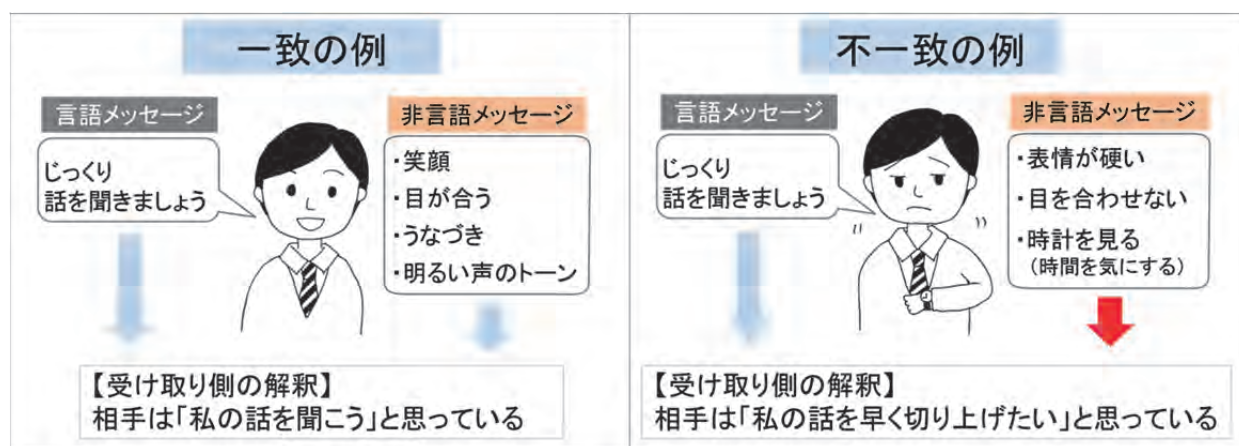 一致の例
言語メッセージ
じっくり
話を聞きましょう
非言語メッセージ
・笑顔
・目が合う
・うなづき
・明るい声のトーン
【受け取り側の解釈】
相手は「私の話を聞こう」と思っている
不一致の例
言語メッセージ
じっくり
話を聞きましょう
非言語メッセージ
・表情が硬い
・目を合わせない
・時計を見る
(時間を気にする)
【受け取り側の解釈】
相手は「私の話を早く切り上げたい」と思っている